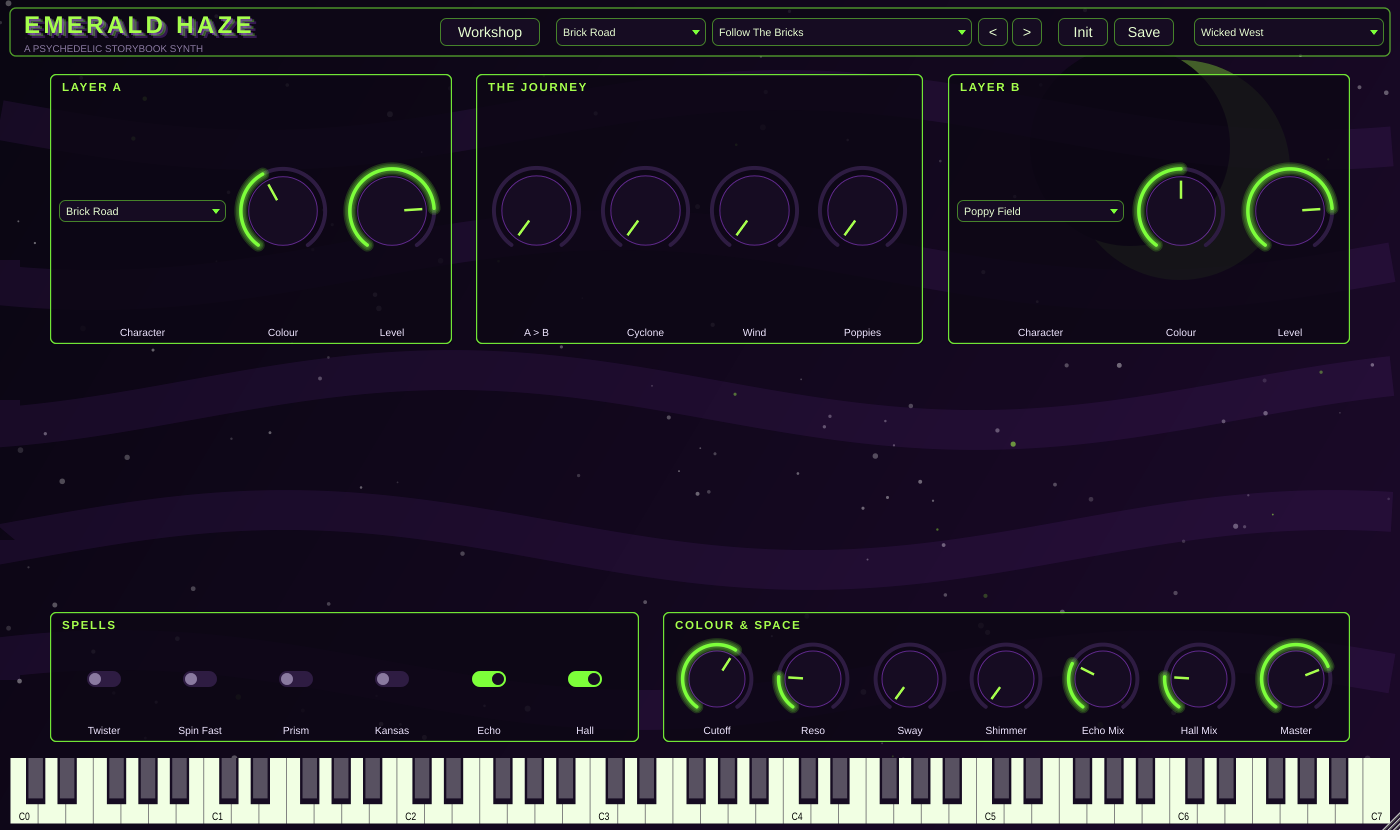 EMERALD HAZE
A PSYCHEDELIC STORYBOOK SYNTH
Workshop
Brick Road
Follow The Bricks
<
>
Init
Save
Wicked West
LAYER A
Brick Road
Character
Colour
Level
THE JOURNEY
A > B
Cyclone
Wind
Poppies
LAYER B
Poppy Field
Character
Colour
Level
SPELLS
Twister
Spin Fast
Prism
Kansas
Echo
Hall
COLOUR & SPACE
Cutoff
Reso
Sway
Shimmer
Echo Mix
Hall Mix
Master
C0
C1
C2
C3
C4
C5
C6
C7